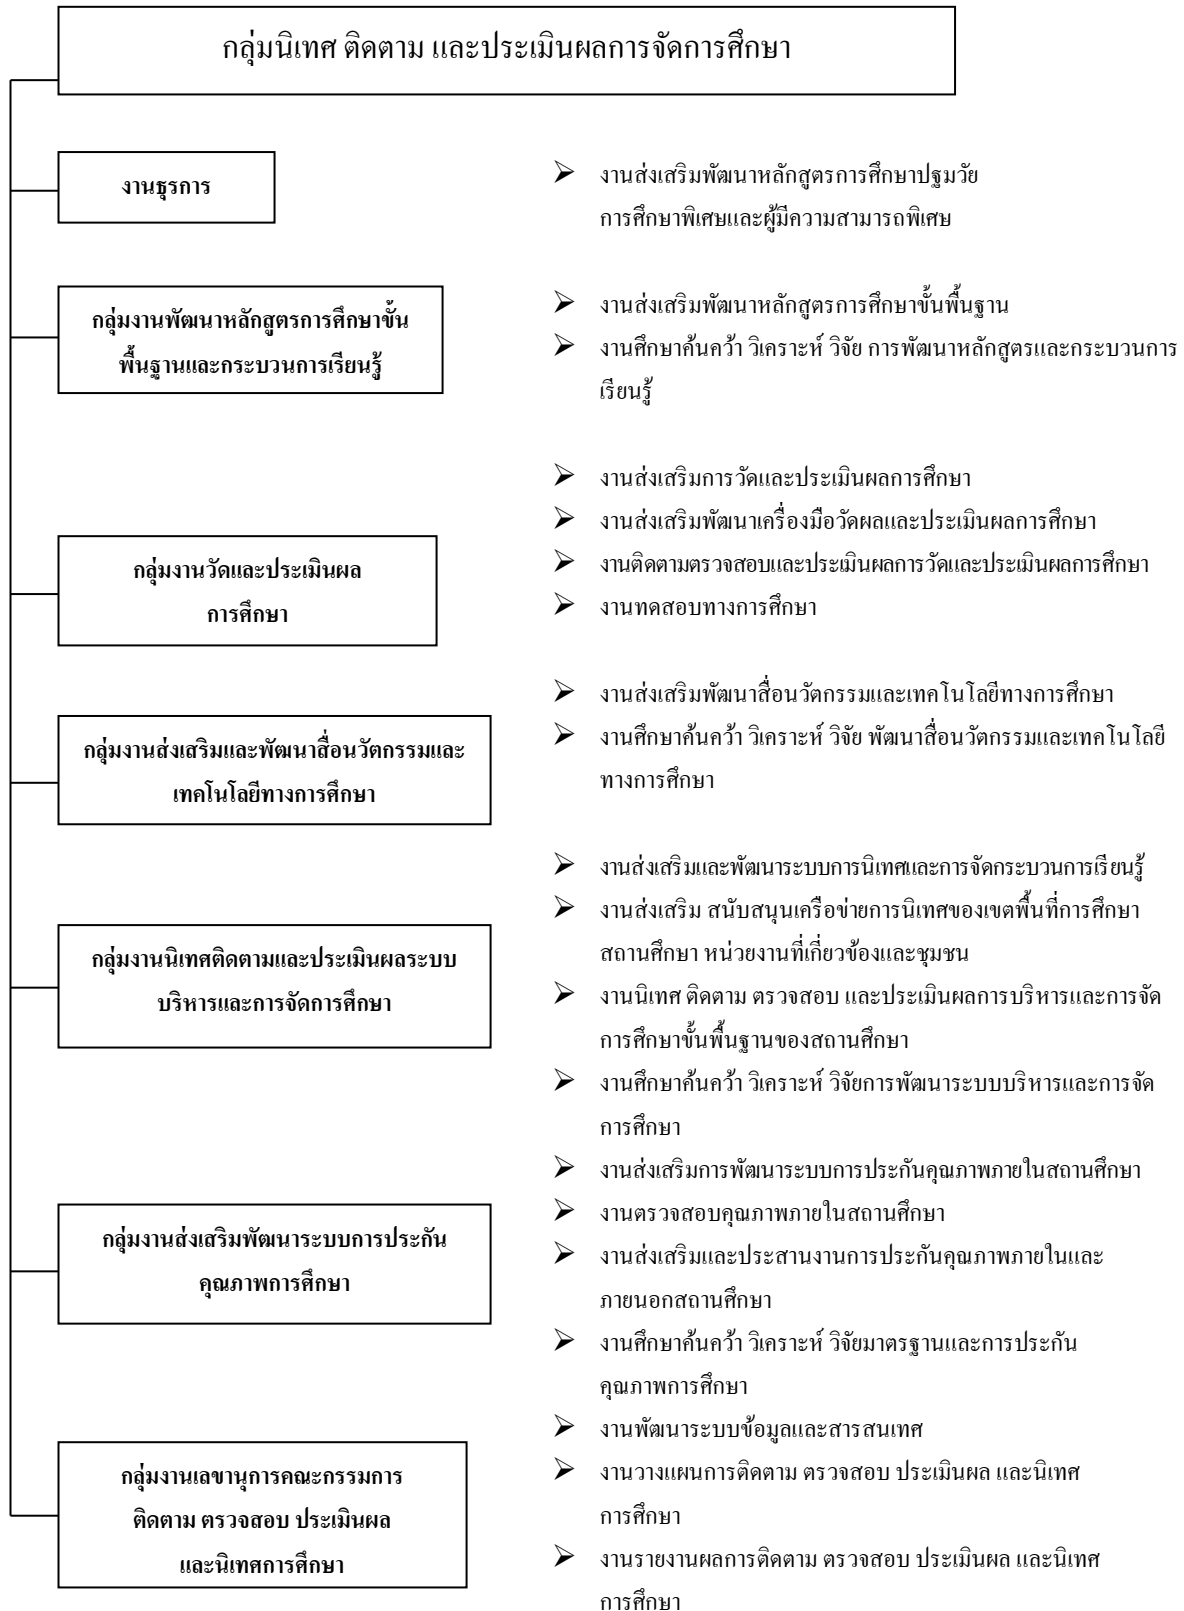 กลุ่มนิเทศ ติดตาม และประเมินผลการจัดการศึกษา
งานธุรการ
➢ งานส่งเสริมพัฒนาหลักสูตรการศึกษาปฐมวัย
การศึกษาพิเศษและผู้มีความสามารถพิเศษ
กลุ่มงานพัฒนาหลักสูตรการศึกษาขั้น
พื้นฐานและกระบวนการเรียนรู้
➢ งานส่งเสริมพัฒนาหลักสูตรการศึกษาขั้นพื้นฐาน
➢ งานศึกษาค้นคว้า วิเคราะห์ วิจัย การพัฒนาหลักสูตรและกระบวนการ
เรียนรู้
กลุ่มงานวัดและประเมินผล
การศึกษา
➢ งานส่งเสริมการวัดและประเมินผลการศึกษา
➢ งานส่งเสริมพัฒนาเครื่องมือวัดผลและประเมินผลการศึกษา
➢ งานติดตามตรวจสอบและประเมินผลการวัดและประเมินผลการศึกษา
➢ งานทดสอบทางการศึกษา
กลุ่มงานส่งเสริมและพัฒนาสื่อนวัตกรรมและ
เทคโนโลยีทางการศึกษา
➢ งานส่งเสริมพัฒนาสื่อนวัตกรรมและเทคโนโลยีทางการศึกษา
➢ งานศึกษาค้นคว้า วิเคราะห์ วิจัย พัฒนาสื่อนวัตกรรมและเทคโนโลยี
ทางการศึกษา
กลุ่มงานนิเทศติดตามและประเมินผลระบบ
บริหารและการจัดการศึกษา
➢ งานส่งเสริมและพัฒนาระบบการนิเทศและการจัดกระบวนการเรียนรู้
➢ งานส่งเสริม สนับสนุนเครือข่ายการนิเทศของเขตพื้นที่การศึกษา
สถานศึกษา หน่วยงานที่เกี่ยวข้องและชุมชน
➢ งานนิเทศ ติดตาม ตรวจสอบ และประเมินผลการบริหารและการจัด
การศึกษาขั้นพื้นฐานของสถานศึกษา
➢ งานศึกษาค้นคว้า วิเคราะห์ วิจัยการพัฒนาระบบบริหารและการจัด
การศึกษา
กลุ่มงานส่งเสริมพัฒนาระบบการประกัน
คุณภาพการศึกษา
➢ งานส่งเสริมการพัฒนาระบบการประกันคุณภาพภายในสถานศึกษา
➢ งานตรวจสอบคุณภาพภายในสถานศึกษา
➢ งานส่งเสริมและประสานงานการประกันคุณภาพภายในและ
ภายนอกสถานศึกษา
➢ งานศึกษาค้นคว้า วิเคราะห์ วิจัยมาตรฐานและการประกัน
คุณภาพการศึกษา
กลุ่มงานเลขานุการคณะกรรมการ
ติดตาม ตรวจสอบ ประเมินผล
และนิเทศการศึกษา
➢ งานพัฒนาระบบข้อมูลและสารสนเทศ
➢ งานวางแผนการติดตาม ตรวจสอบ ประเมินผล และนิเทศ
การศึกษา
➢ งานรายงานผลการติดตาม ตรวจสอบ ประเมินผล และนิเทศ
การศึกษา